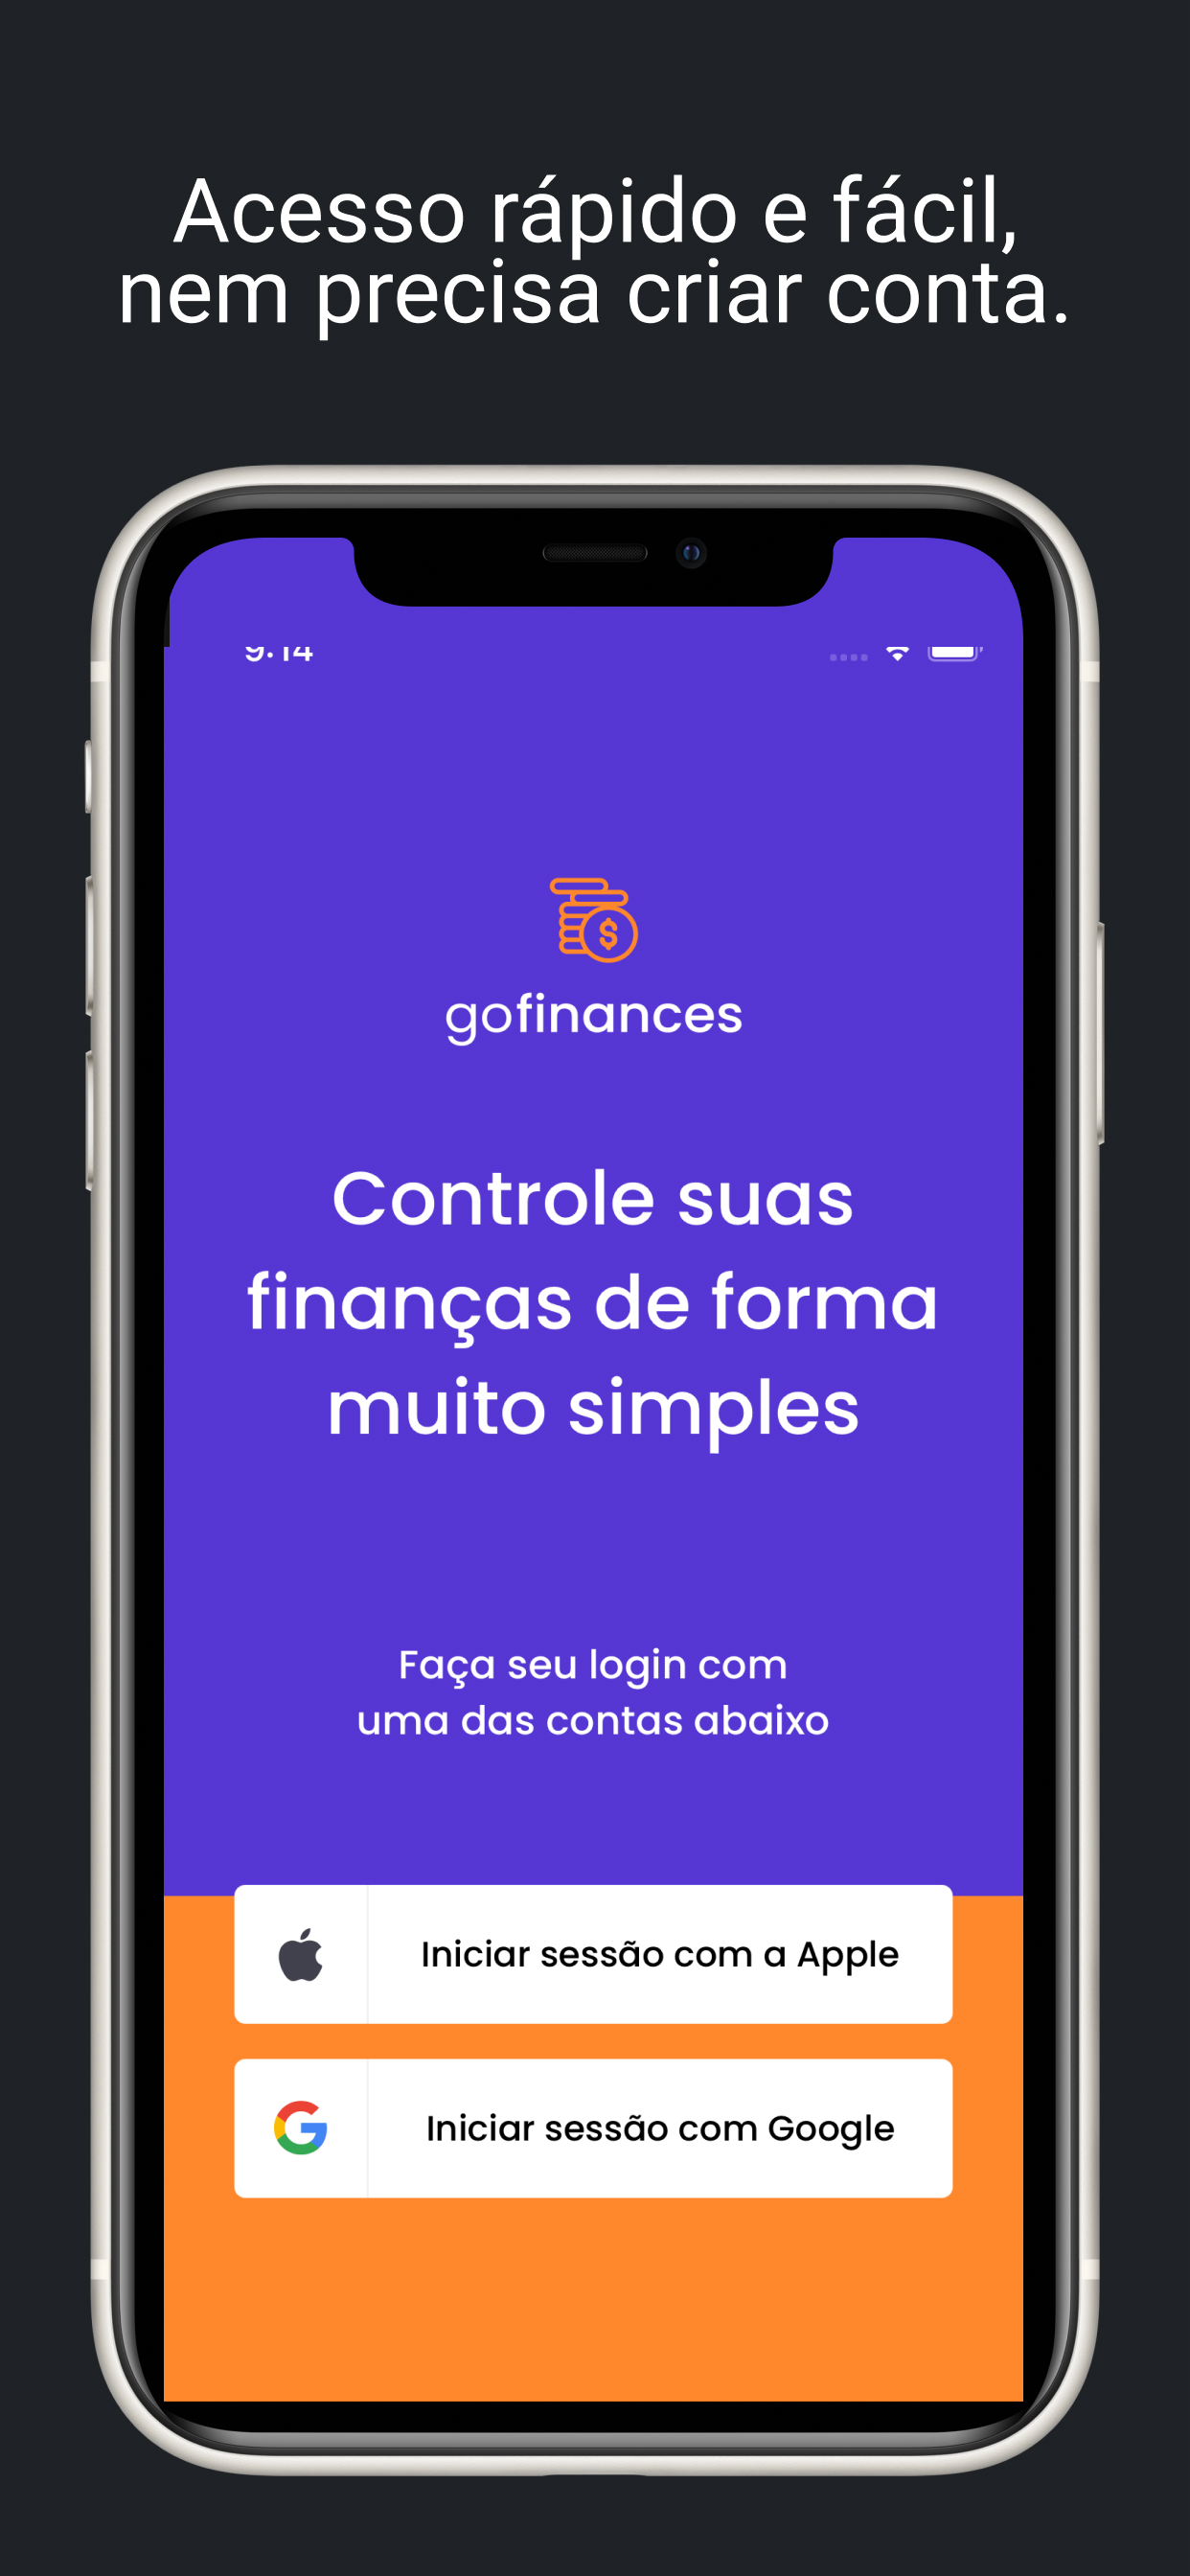 Acesso rápido e fácil,
nem precisa criar conta.
9:14
gofinances
Controle suas
finanças de forma
muito simples
Faça seu login com
uma das contas abaixo
Iniciar sessão com a Apple
Iniciar sessão com Google